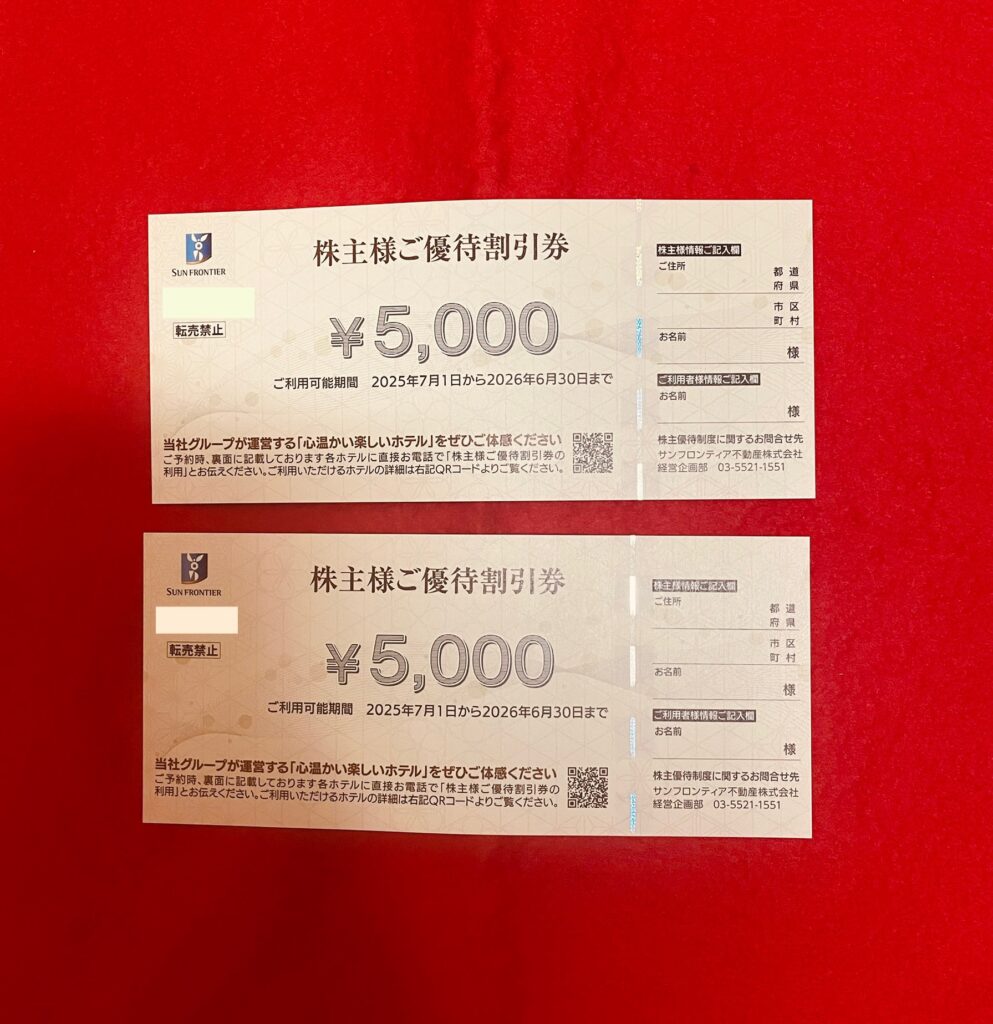 SUN FRONTIER
転売禁止
株主様ご優待割引券
¥5,000
ご利用可能期間 2025年7月1日から2026年6月30日まで
当社グループが運営する「心温かい楽しいホテル」をぜひご体感ください
ご予約時、裏面に記載しております各ホテルに直接お電話で「株主様ご優待割引券の
利用」とお伝えください。ご利用いただけるホテルの詳細は右記QRコードよりご覧ください。
株主様情報ご記入欄
ご住所
都 道
府 県
市 区
町 村
お名前
様
ご利用者様情報ご記入欄
お名前
様
株主優待制度に関するお問合せ先
サンフロンティア不動産株式会社
経営企画部 03-5521-1551
SUN FRONTIER
転売禁止
株主様ご優待割引券
¥5,000
ご利用可能期間 2025年7月1日から2026年6月30日まで
当社グループが運営する「心温かい楽しいホテル」をぜひご体感ください
ご予約時、裏面に記載しております各ホテルに直接お電話で「株主様ご優待割引券の
利用」とお伝えください。ご利用いただけるホテルの詳細は右記QRコードよりご覧ください。
株主様情報ご記入欄
ご住所
都 道
府 県
市 区
町 村
お名前
様
ご利用者様情報ご記入欄
お名前
様
株主優待制度に関するお問合せ先
サンフロンティア不動産株式会社
経営企画部 03-5521-1551